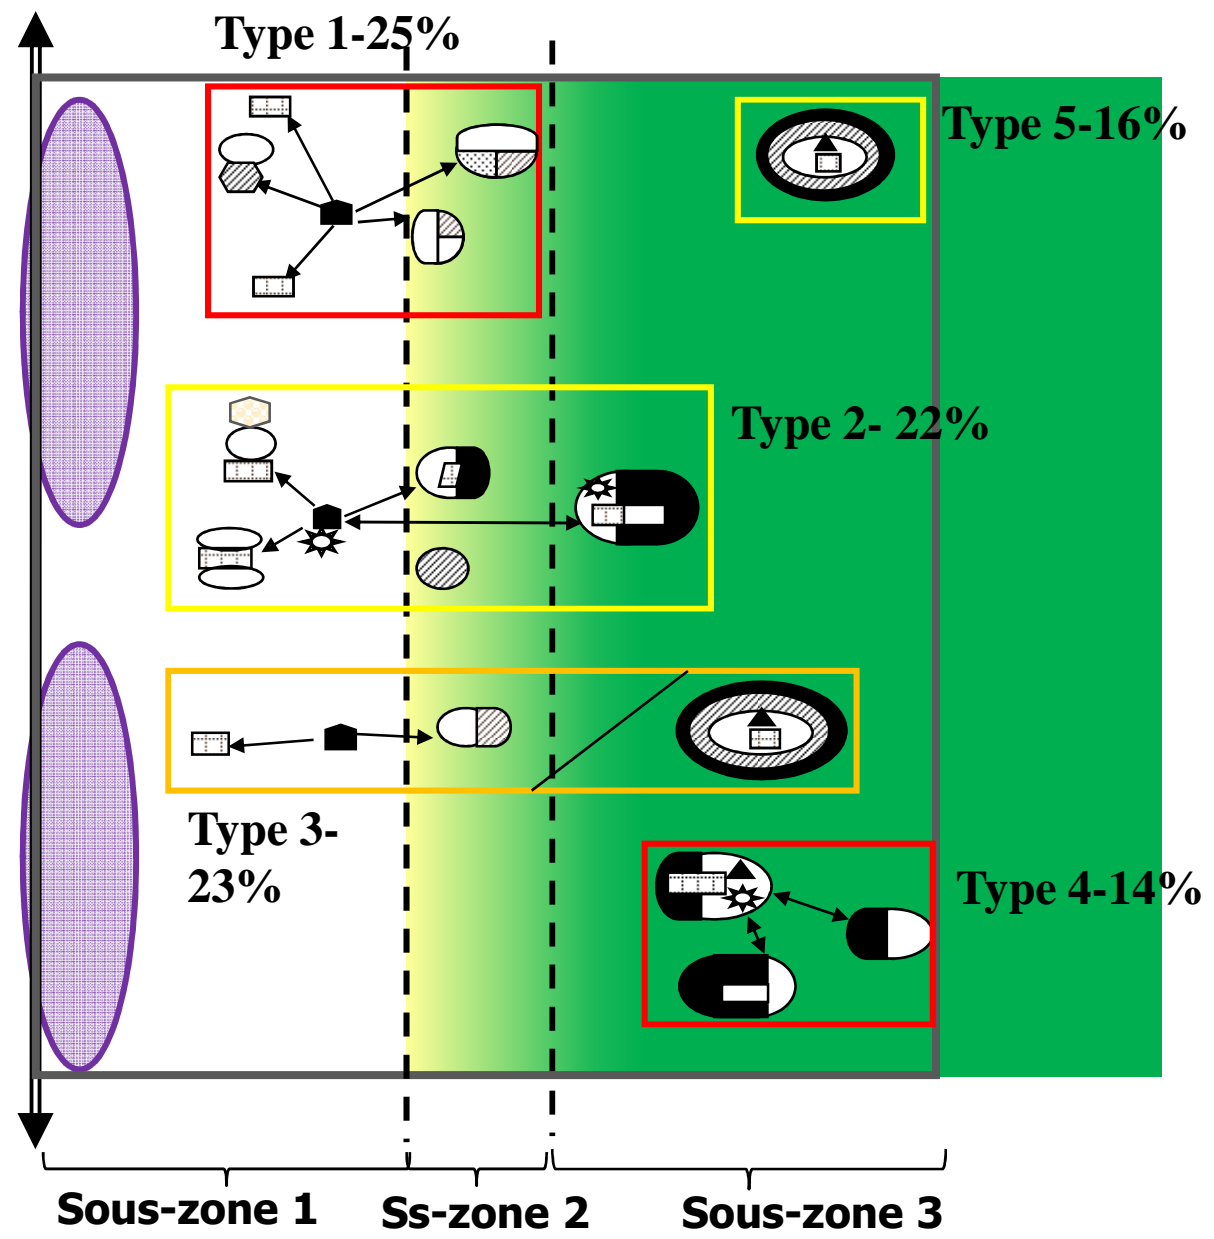 Type 1-25%
Type 5-16%
Type 2- 22%
Type 3-
23%
Type 4-14%
Sous-zone 1
Ss-zone 2
Sous-zone 3